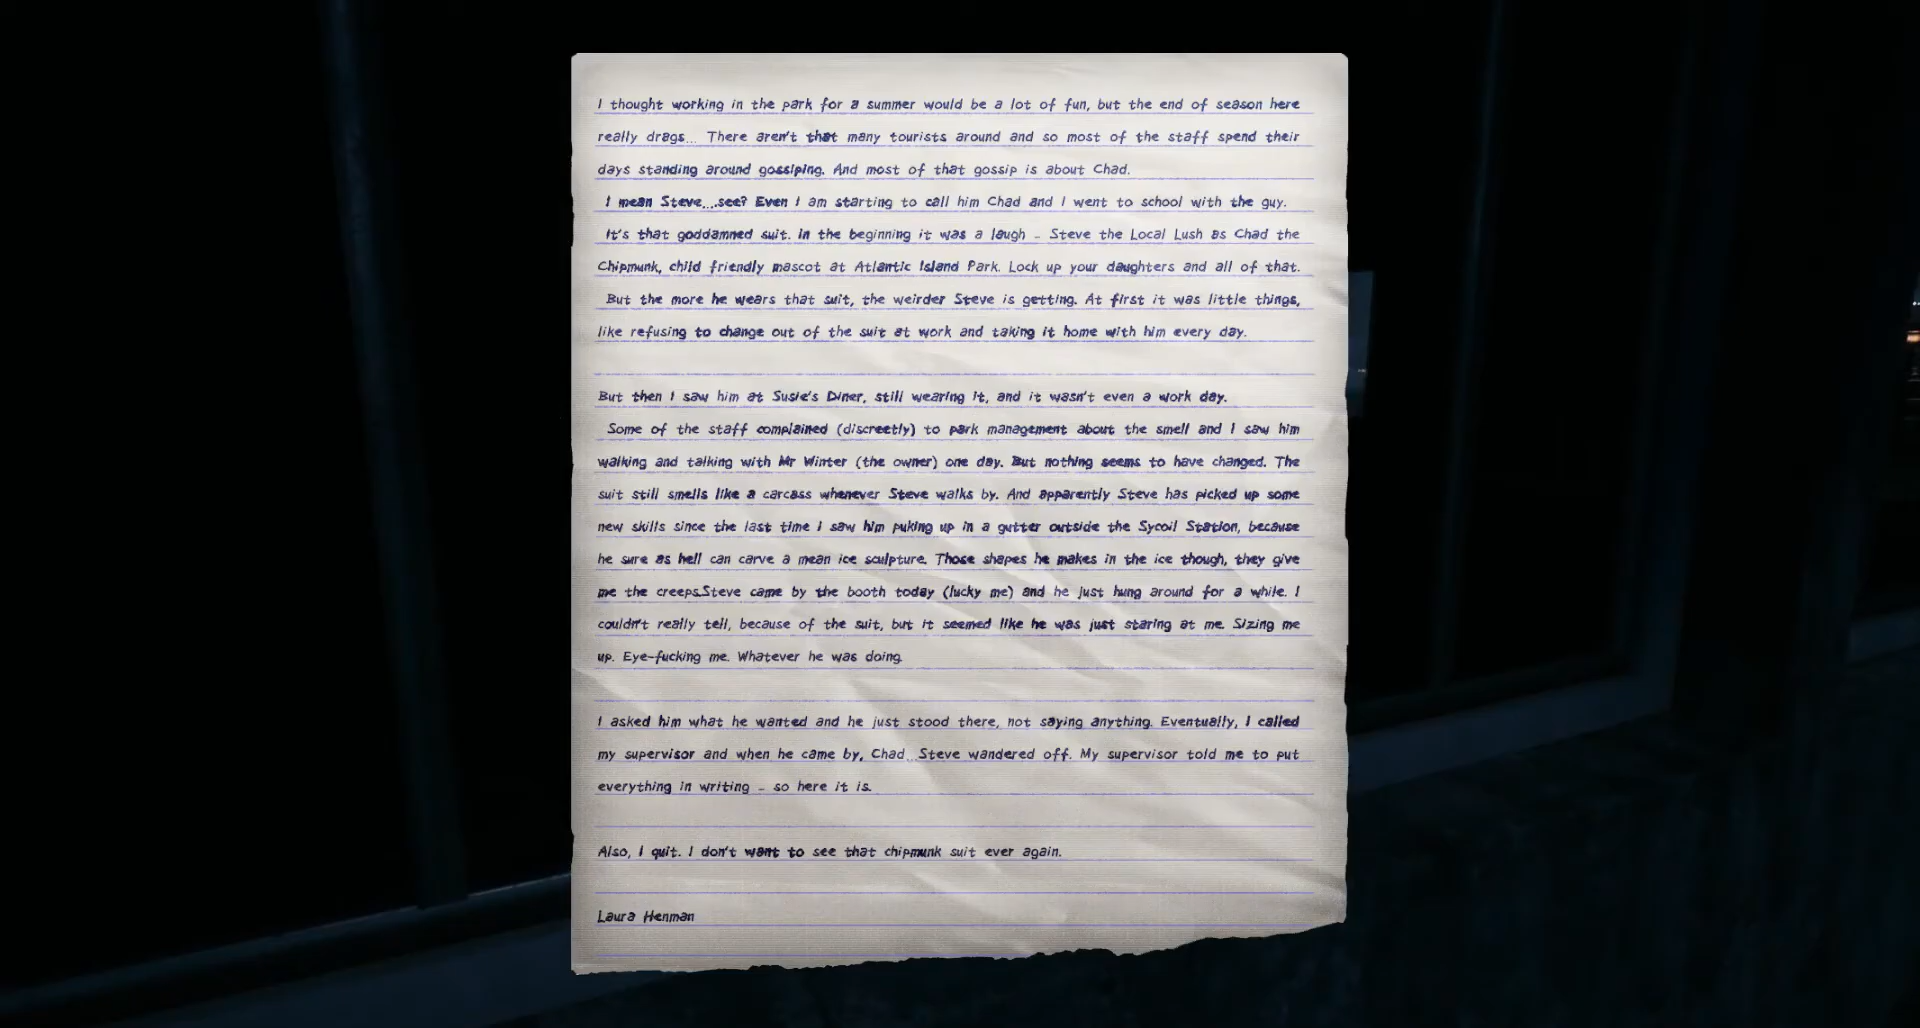 I thought working in the park for a summer would be a lot of fun, but the end of season here
really drags... There aren't that many tourists around and so most of the staff spend their
days standing around gossiping. And most of that gossip is about Chad.
I mean Steve...see? Even I am starting to call him Chad and I went to school with the guy.
It's that goddamned suit. In the beginning it was a laugh - Steve the Local Lush as Chad the
Chipmunk, child friendly mascot at Atlantic Island Park. Lock up your daughters and all of that.
But the more he wears that suit, the weirder Steve is getting. At first it was little things,
like refusing to change out of the suit at work and taking it home with him every day.
But then I saw him at Susie's Diner, still wearing it, and it wasn't even a work day.
Some of the staff complained (discreetly) to park management about the smell and I saw him
walking and talking with Mr Winter (the owner) one day. But nothing seems to have changed. The
suit still smells like a carcass whenever Steve walks by. And apparently Steve has picked up some
new skills since the last time I saw him puking up in a gutter outside the Sycoil Station, because
he sure as hell can carve a mean ice sculpture. Those shapes he makes in the ice though, they give
me the creeps.Steve came by the booth today (lucky me) and he just hung around for a while. I
couldn't really tell, because of the suit, but it seemed like he was just staring at me. Sizing me
up. Eye-fucking me. Whatever he was doing.
I asked him what he wanted and he just stood there, not saying anything. Eventually, I called
my supervisor and when he came by, Chad...Steve wandered off. My supervisor told me to put
everything in writing - so here it is.
Also, I quit. I don't want to see that chipmunk suit ever again.
Laura Henman